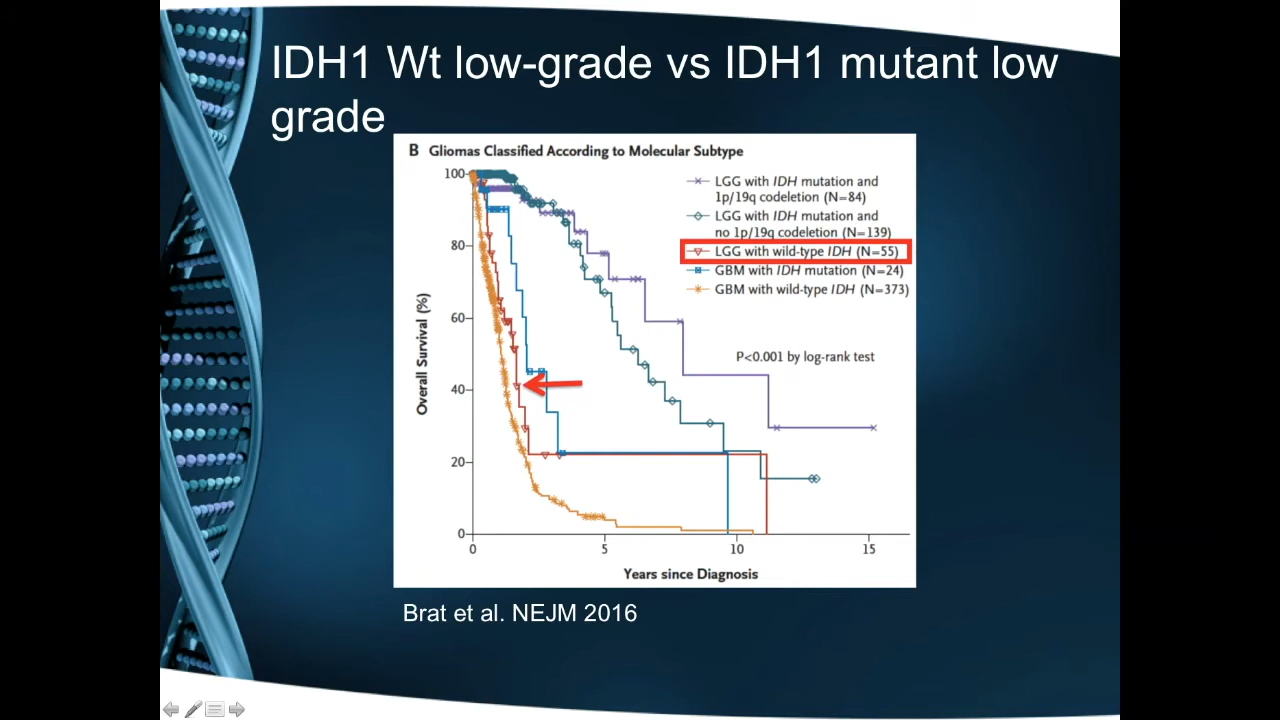 IDH1 Wt low-grade vs IDH1 mutant low
grade
B Gliomas Classified According to Molecular Subtype
100
80
60
40
20
0
Overall Survival (%)
LGG with IDH mutation and
1p/19q codeletion (N=84)
LGG with IDH mutation and
no 1p/19q codeletion (N=139)
LGG with wild-type IDH (N=55)
GBM with IDH mutation (N=24)
GBM with wild-type IDH (N=373)
P<0.001 by log-rank test
0 5 10 15
Years since Diagnosis
Brat et al. NEJM 2016